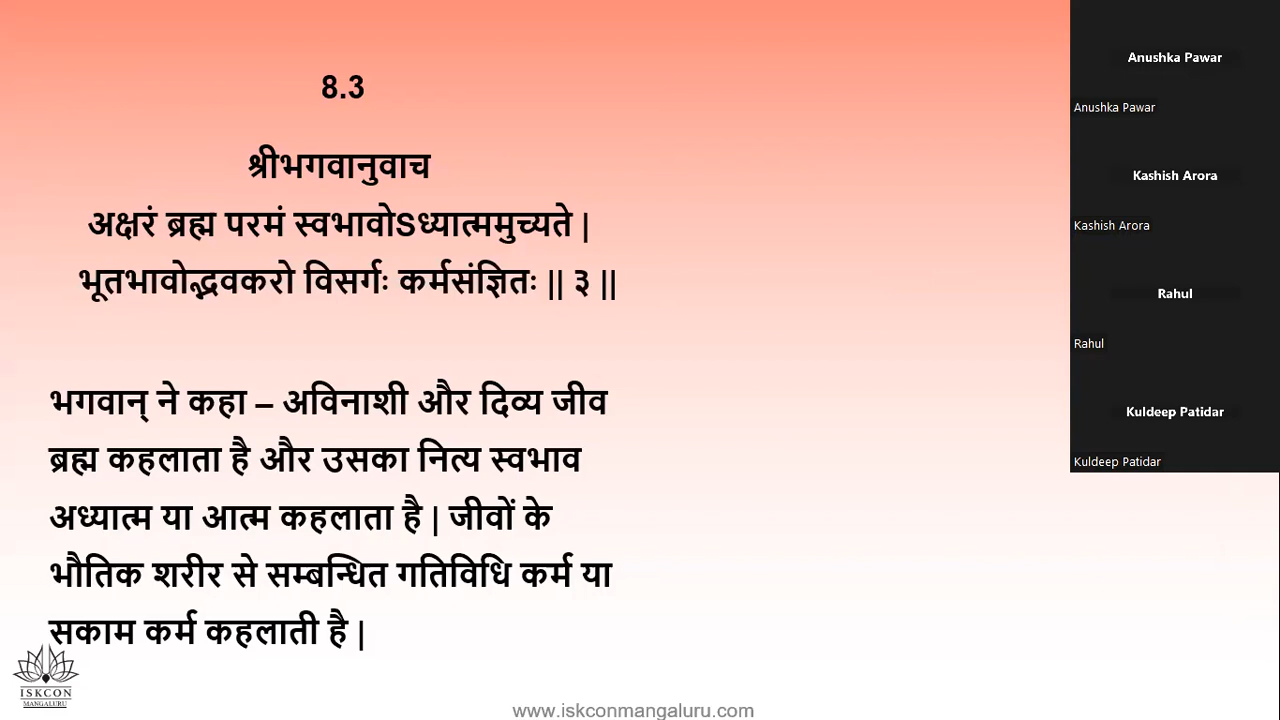 8.3
श्रीभगवानुवाच
अक्षरं ब्रह्म परमं स्वभावोSध्यात्ममुच्यते |
भूतभावोद्भवकरो विसर्गः कर्मसंज्ञितः || ३ ||
भगवान् ने कहा – अविनाशी और दिव्य जीव
ब्रह्म कहलाता है और उसका नित्य स्वभाव
अध्यात्म या आत्म कहलाता है | जीवों के
भौतिक शरीर से सम्बन्धित गतिविधि कर्म या
सकाम कर्म कहलाती है |
ISKCON
MANGALURU
www.iskconmangaluru.com
Anushka Pawar
Anushka Pawar
Kashish Arora
Kashish Arora
Rahul
Rahul
Kuldeep Patidar
Kuldeep Patidar